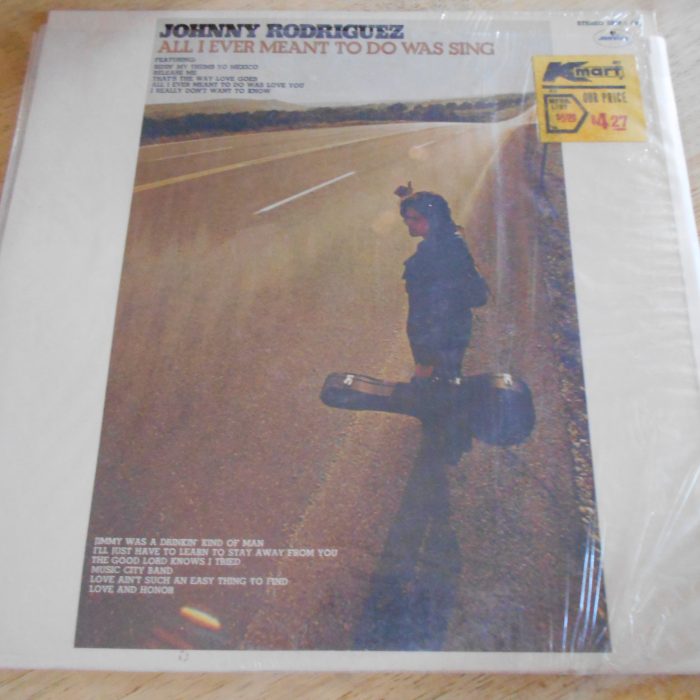 JOHNNY RODRIGUEZ
ALL I EVER MEANT TO DO WAS SING
FEATURING:
RIDIN' MY THUMB TO MEXICO
RELEASE ME
THAT'S THE WAY LOVE GOES
ALL I EVER MEANT TO DO WAS LOVE YOU
I REALLY DON'T WANT TO KNOW
STEREO
Kmart
OUR PRICE
LIST
$4.27
JIMMY WAS A DRINKIN' KIND OF MAN
I'LL JUST HAVE TO LEARN TO STAY AWAY FROM YOU
THE GOOD LORD KNOWS I TRIED
MUSIC CITY BAND
LOVE AIN'T SUCH AN EASY THING TO FIND
LOVE AND HONOR